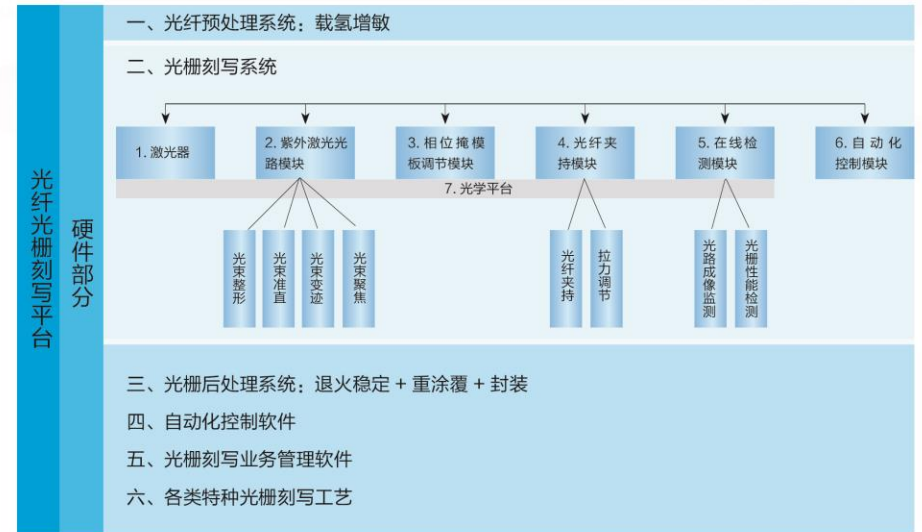 光纤光栅刻写平台
硬件部分
一、光纤预处理系统：载氢增敏
二、光栅刻写系统
1. 激光器
2. 紫外激光光
路模块
3. 相位掩模
板调节模块
4. 光纤夹
持模块
5. 在线检
测模块
6. 自动化
控制模块
7. 光学平台
光束整形
光束准直
光束变迹
光束聚焦
光纤夹持
拉力调节
光路成像监测
光栅性能检测
三、光栅后处理系统：退火稳定 + 重涂覆 + 封装
四、自动化控制软件
五、光栅刻写业务管理软件
六、各类特种光栅刻写工艺